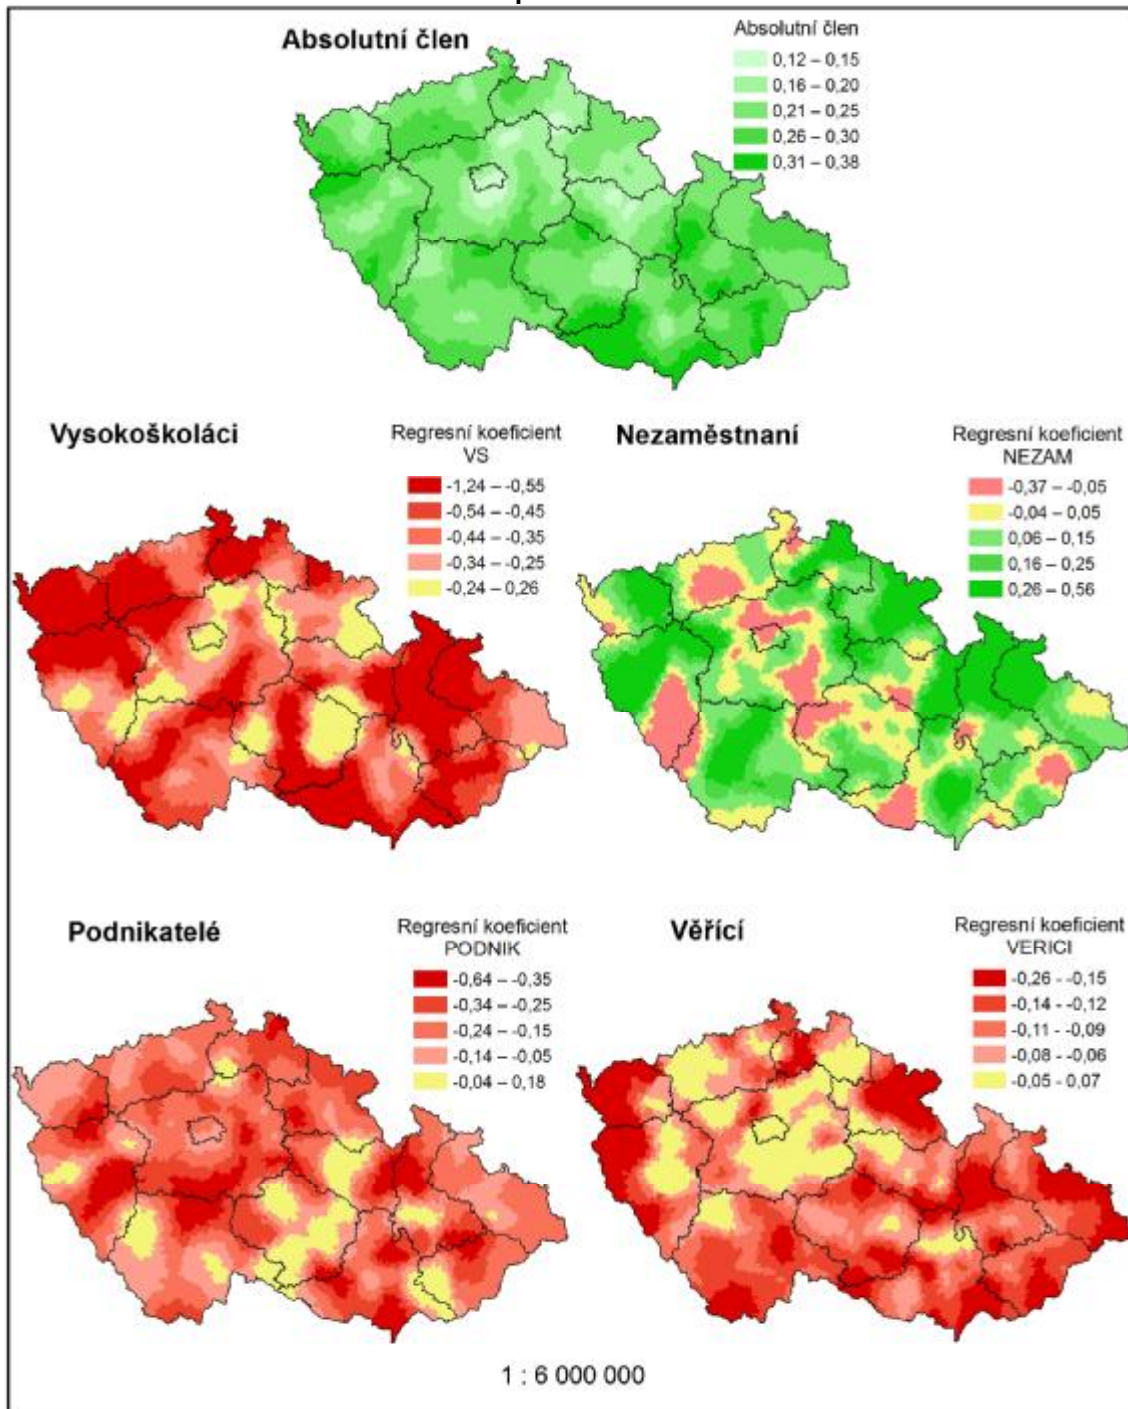 Absolutní člen
Absolutní člen
0,12 – 0,15
0,16 – 0,20
0,21 – 0,25
0,26 – 0,30
0,31 – 0,38
Vysokoškoláci
Regresní koeficient
VS
-1,24 – -0,55
-0,54 – -0,45
-0,44 – -0,35
-0,34 – -0,25
-0,24 – 0,26
Nezaměstnaní
Regresní koeficient
NEZAM
-0,37 – -0,05
-0,04 – 0,05
0,06 – 0,15
0,16 – 0,25
0,26 – 0,56
Podnikatelé
Regresní koeficient
PODNIK
-0,64 – -0,35
-0,34 – -0,25
-0,24 – -0,15
-0,14 – -0,05
-0,04 – 0,18
Věřící
Regresní koeficient
VERICI
-0,26 - -0,15
-0,14 - -0,12
-0,11 - -0,09
-0,08 - -0,06
-0,05 - 0,07
1 : 6 000 000